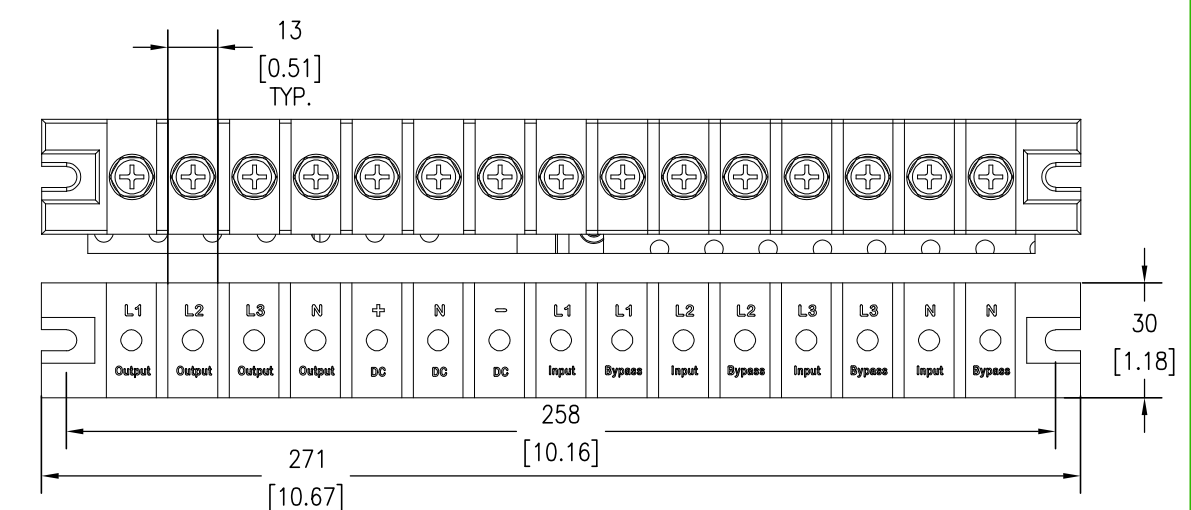 13
[0.51]
TYP.
L1 L2 L3 N + N - L1 L1 L2 L2 L3 L3 N N
Output Output Output Output DC DC DC Input Bypass Input Bypass Input Bypass Input Bypass
30
[1.18]
258
[10.16]
271
[10.67]